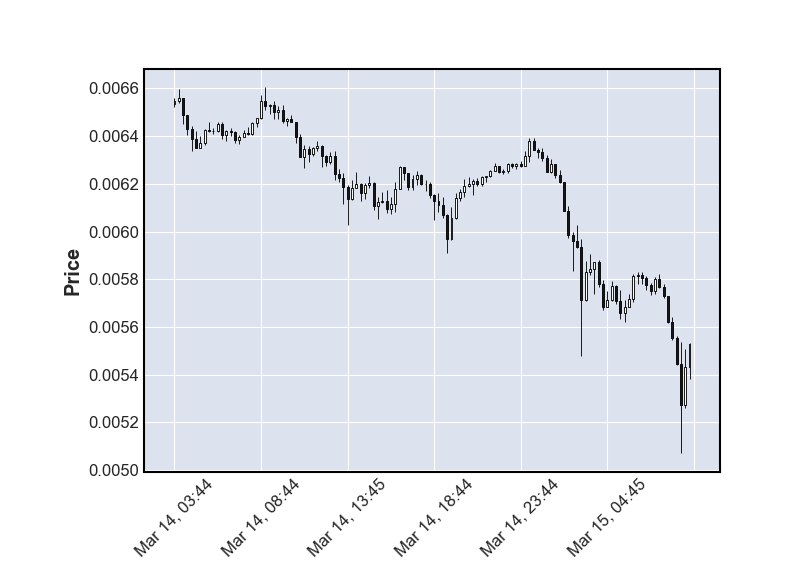 0.0066
0.0064
0.0062
0.0060
0.0058
0.0056
0.0054
0.0052
0.0050
Price
Mar 14, 03:44
Mar 14, 08:44
Mar 14, 13:45
Mar 14, 18:44
Mar 14, 23:44
Mar 15, 04:45